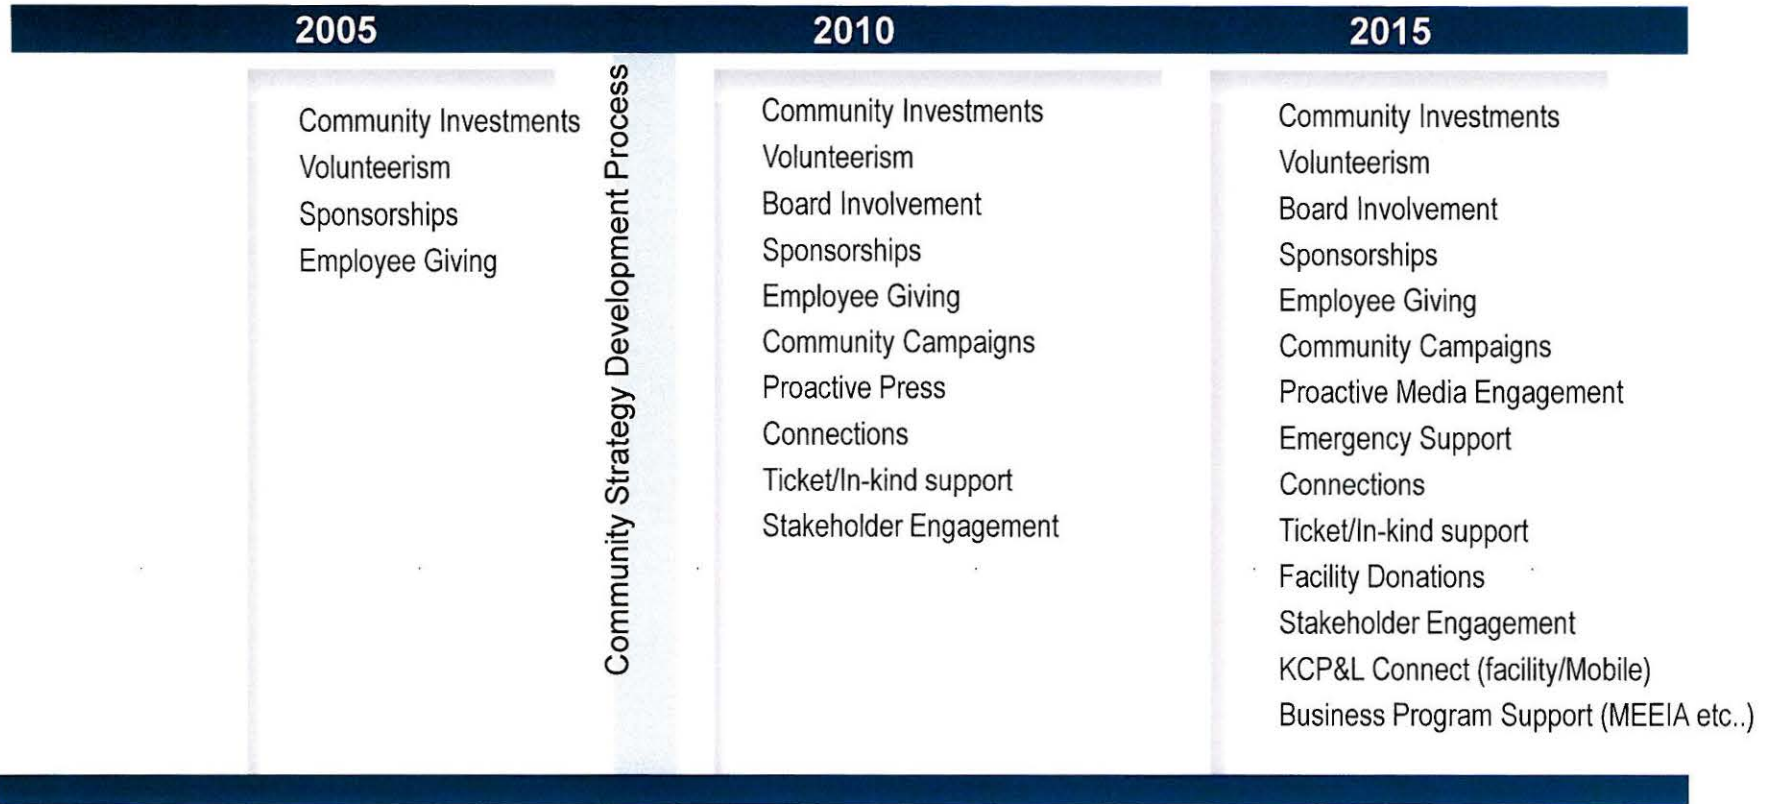 2005
2010
2015
Community Investments
Volunteerism
Sponsorships
Employee Giving
Community Strategy Development Process
Community Investments
Volunteerism
Board Involvement
Sponsorships
Employee Giving
Community Campaigns
Proactive Press
Connections
Ticket/In-kind support
Stakeholder Engagement
Community Investments
Volunteerism
Board Involvement
Sponsorships
Employee Giving
Community Campaigns
Proactive Media Engagement
Emergency Support
Connections
Ticket/In-kind support
Facility Donations
Stakeholder Engagement
KCP&L Connect (facility/Mobile)
Business Program Support (MEEIA etc..)